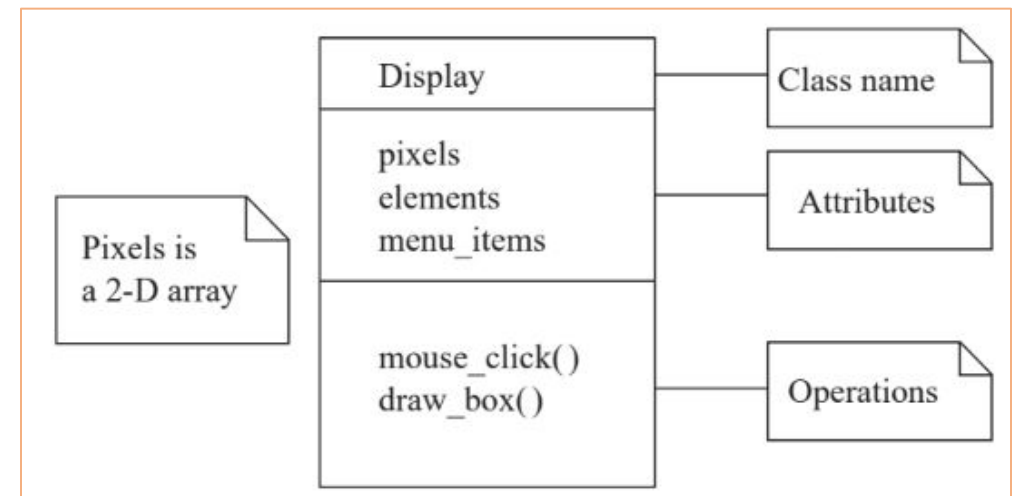 Display
Class name
pixels
elements
menu_items
Attributes
Pixels is
a 2-D array
mouse_click()
draw_box()
Operations